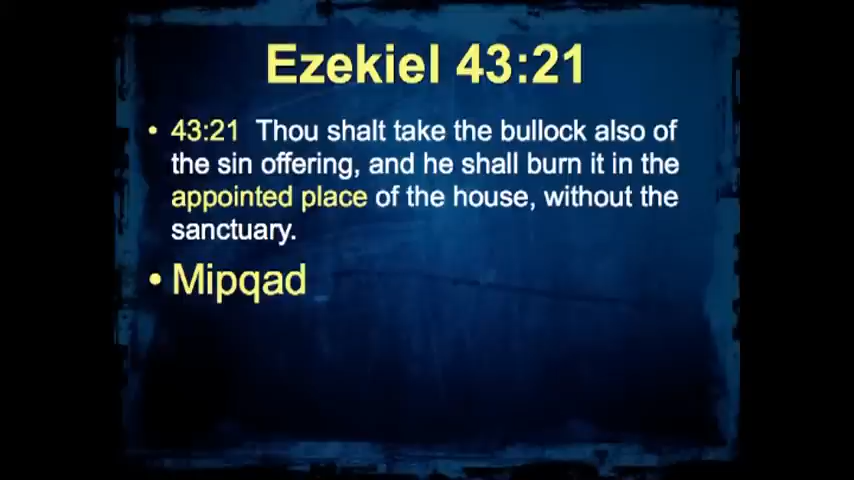 Ezekiel 43:21
• 43:21 Thou shalt take the bullock also of
the sin offering, and he shall burn it in the
appointed place of the house, without the
sanctuary.
• Mipqad